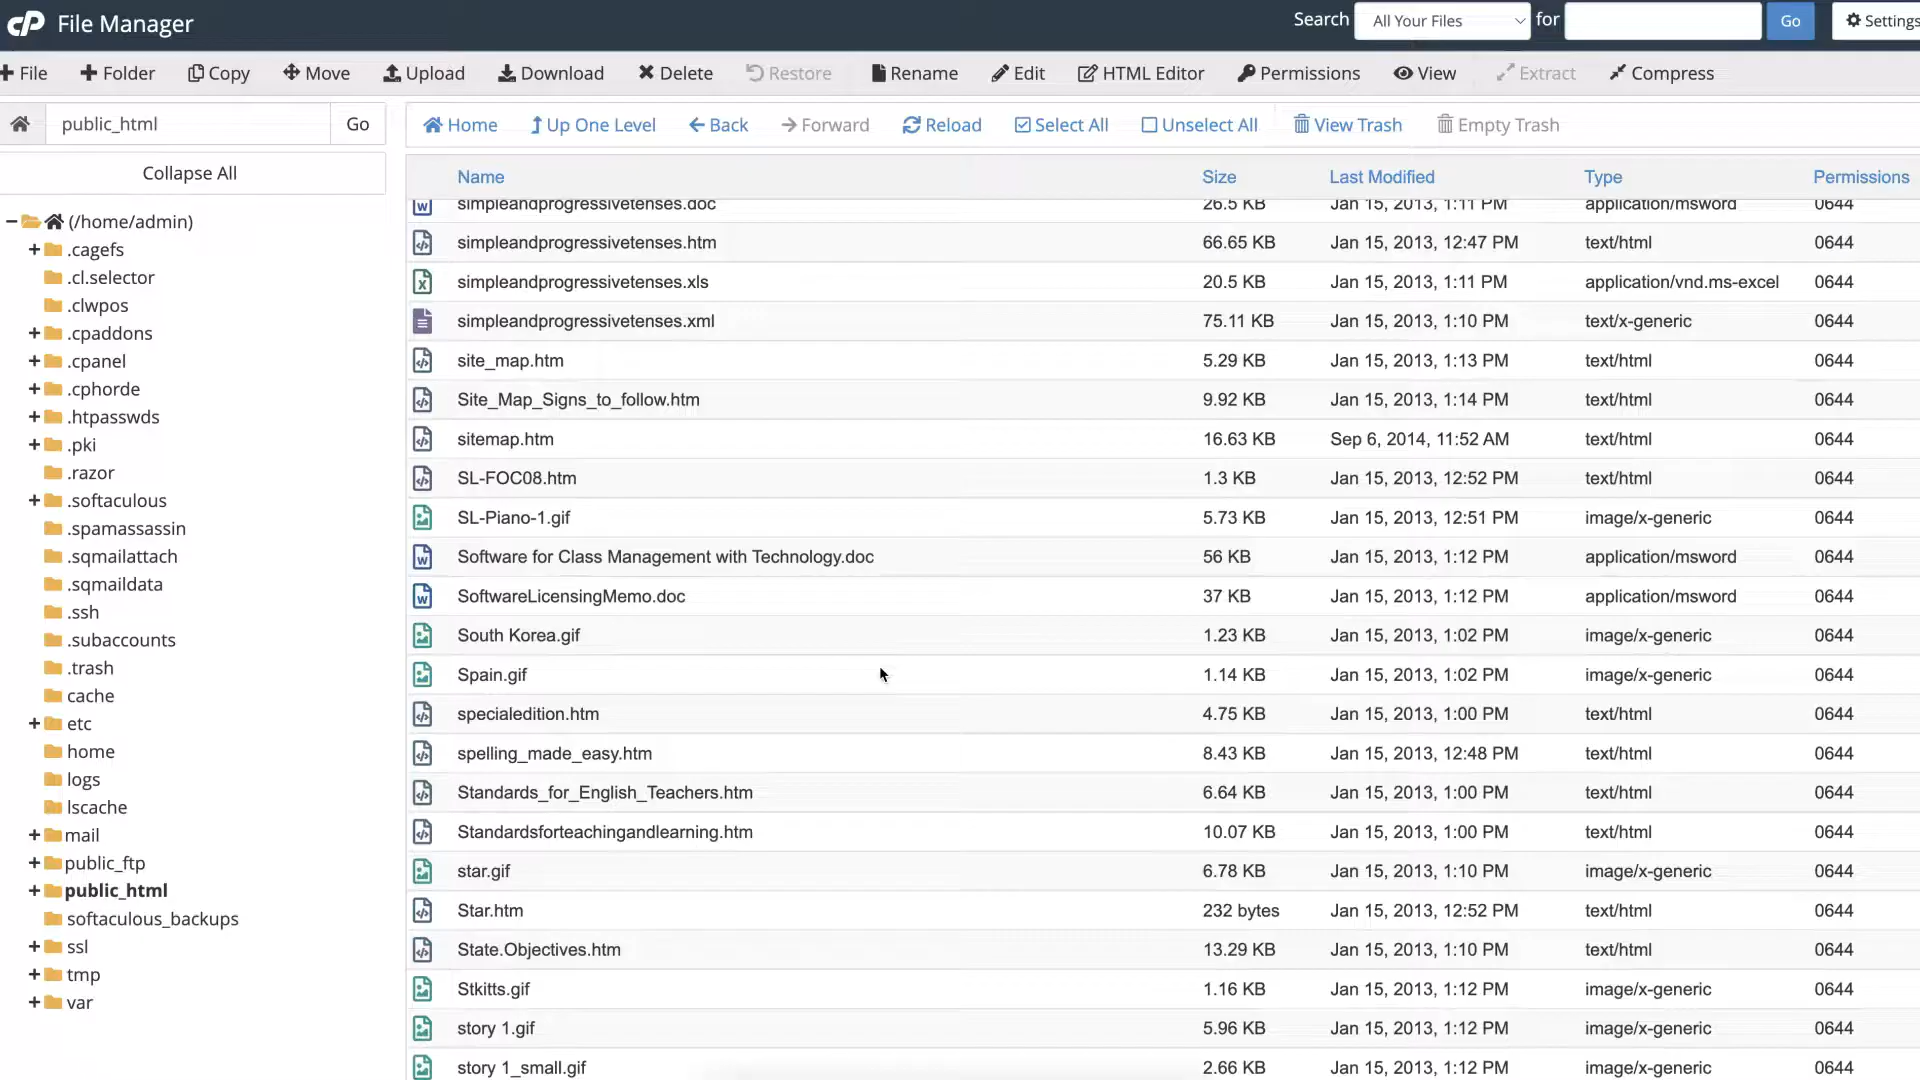 cP File Manager Search All Your Files for Go Settings
File Folder Copy Move Upload Download Delete Restore Rename Edit HTML Editor Permissions View Extract Compress
public_html Go
Collapse All
(/home/admin)
.cagefs
.cl.selector
.clwpos
.cpaddons
.cpanel
.cphorde
.htpasswds
.pki
.razor
.softaculous
.spamassassin
.sqmailattach
.sqmaildata
.ssh
.subaccounts
.trash
cache
etc
home
logs
lscache
mail
public_ftp
public_html
softaculous_backups
ssl
tmp
var
Home Up One Level Back Forward Reload Select All Unselect All View Trash Empty Trash
Name Size Last Modified Type Permissions
simpleandprogressivetenses.doc 26.5 KB Jan 15, 2013, 1:11 PM application/msword 0644
simpleandprogressivetenses.htm 66.65 KB Jan 15, 2013, 12:47 PM text/html 0644
simpleandprogressivetenses.xls 20.5 KB Jan 15, 2013, 1:11 PM application/vnd.ms-excel 0644
simpleandprogressivetenses.xml 75.11 KB Jan 15, 2013, 1:10 PM text/x-generic 0644
site_map.htm 5.29 KB Jan 15, 2013, 1:13 PM text/html 0644
Site_Map_Signs_to_follow.htm 9.92 KB Jan 15, 2013, 1:14 PM text/html 0644
sitemap.htm 16.63 KB Sep 6, 2014, 11:52 AM text/html 0644
SL-FOC08.htm 1.3 KB Jan 15, 2013, 12:52 PM text/html 0644
SL-Piano-1.gif 5.73 KB Jan 15, 2013, 12:51 PM image/x-generic 0644
Software for Class Management with Technology.doc 56 KB Jan 15, 2013, 1:12 PM application/msword 0644
SoftwareLicensingMemo.doc 37 KB Jan 15, 2013, 1:12 PM application/msword 0644
South Korea.gif 1.23 KB Jan 15, 2013, 1:02 PM image/x-generic 0644
Spain.gif 1.14 KB Jan 15, 2013, 1:02 PM image/x-generic 0644
specialedition.htm 4.75 KB Jan 15, 2013, 1:00 PM text/html 0644
spelling_made_easy.htm 8.43 KB Jan 15, 2013, 12:48 PM text/html 0644
Standards_for_English_Teachers.htm 6.64 KB Jan 15, 2013, 1:00 PM text/html 0644
Standardsforteachingandlearning.htm 10.07 KB Jan 15, 2013, 1:00 PM text/html 0644
star.gif 6.78 KB Jan 15, 2013, 1:10 PM image/x-generic 0644
Star.htm 232 bytes Jan 15, 2013, 12:52 PM text/html 0644
State.Objectives.htm 13.29 KB Jan 15, 2013, 1:10 PM text/html 0644
Stkitts.gif 1.16 KB Jan 15, 2013, 1:12 PM image/x-generic 0644
story 1.gif 5.96 KB Jan 15, 2013, 1:12 PM image/x-generic 0644
story 1_small.gif 2.66 KB Jan 15, 2013, 1:12 PM image/x-generic 0644